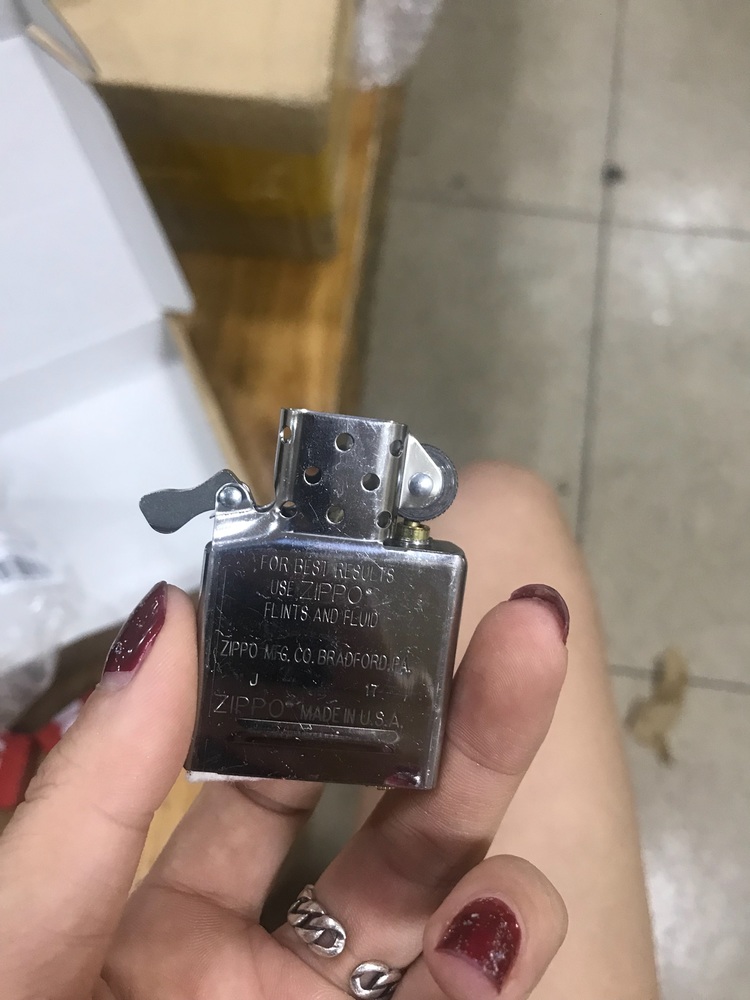 FOR BEST RESULTS
USE ZIPPO®
FLINTS AND FLUID
ZIPPO MFG. CO. BRADFORD, PA.
J 17
ZIPPO® MADE IN U.S.A.